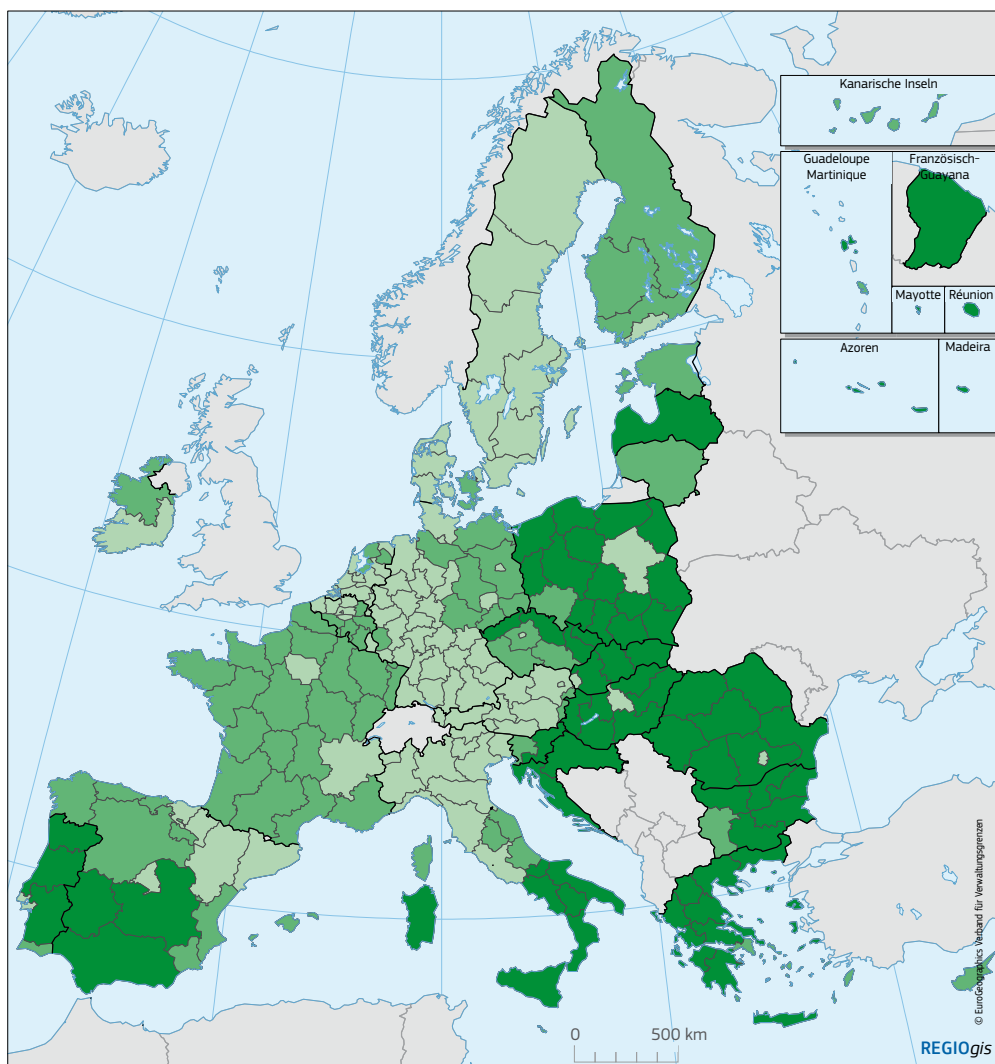 Kanarische Inseln
Guadeloupe
Martinique
Französisch-
Guayana
Mayotte
Réunion
Azoren
Madeira
© EuroGeographics Verband für Verwaltungsgrenzen
0
500 km
REGIOgis